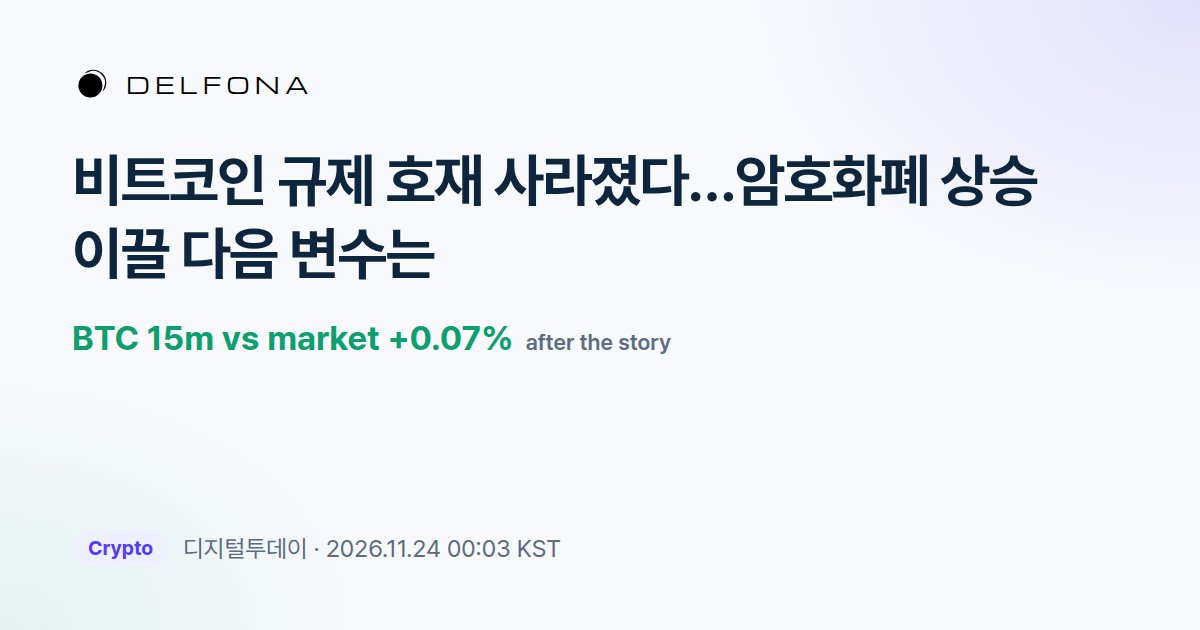 DELFONA
비트코인 규제 호재 사라졌다...암호화폐 상승
이끌 다음 변수는
BTC 15m vs market +0.07% after the story
Crypto 디지털투데이 · 2026.11.24 00:03 KST